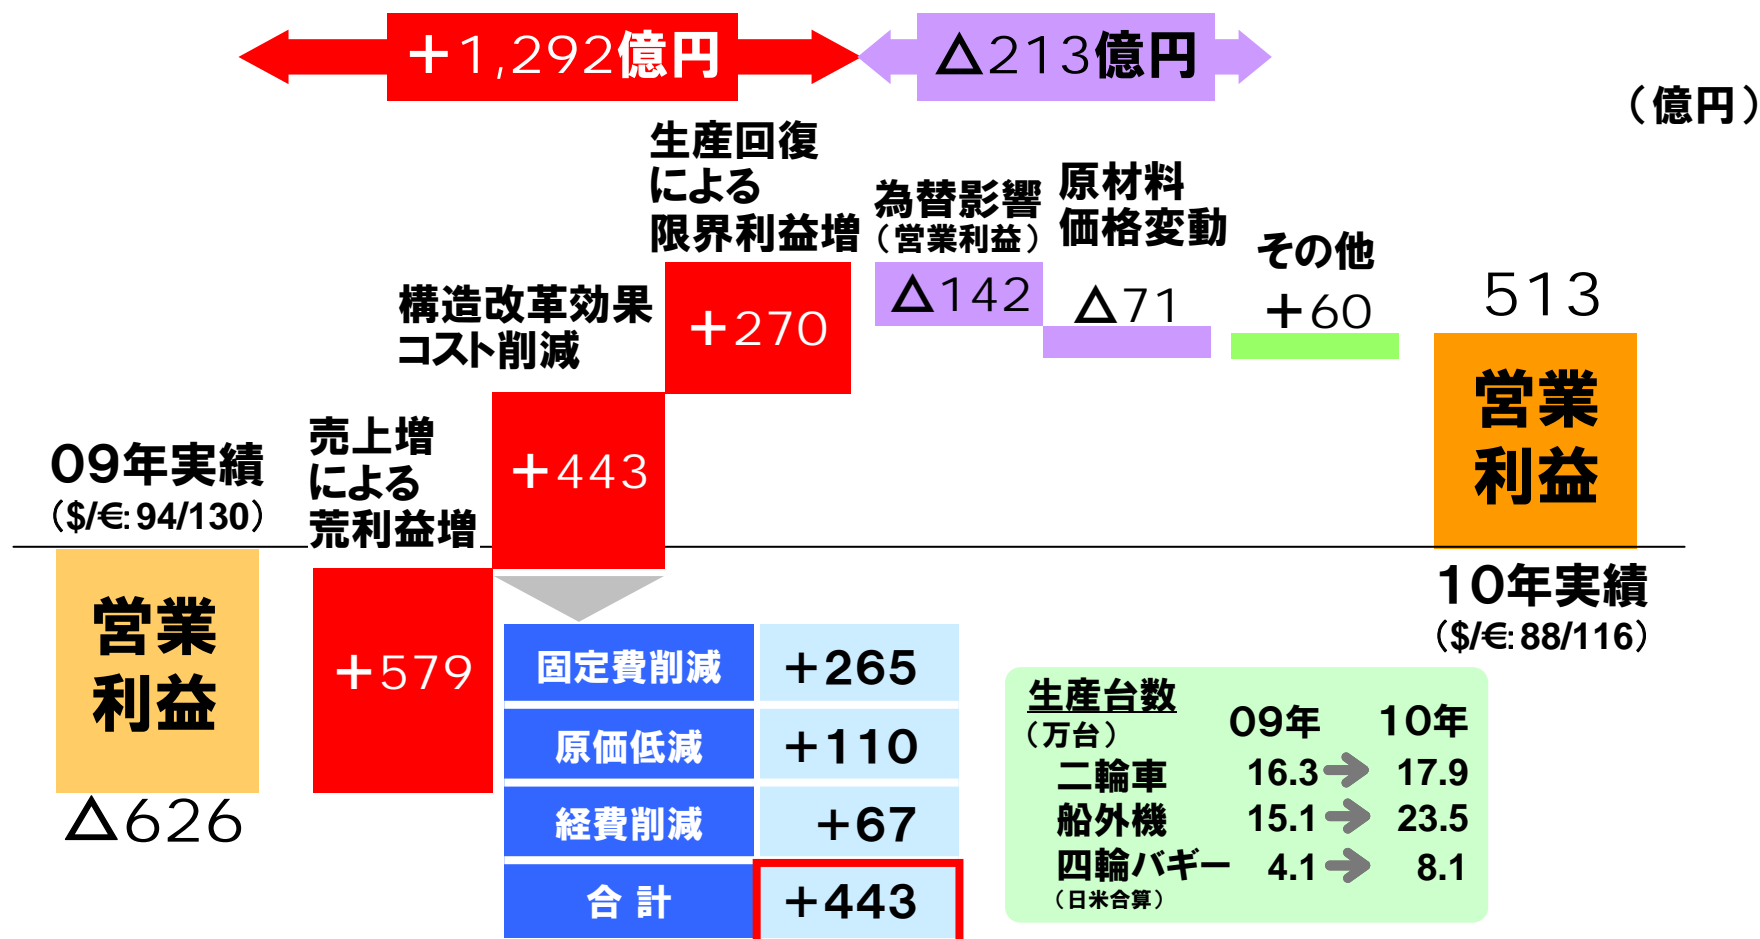 ＋1,292億円
△213億円
（億円）
生産回復
による
限界利益増
為替影響
（営業利益）
原材料
価格変動
その他
構造改革効果
コスト削減
売上増
による
荒利益増
09年実績
（$/€: 94/130）
＋579
＋443
＋270
△142
△71
＋60
513
営業
利益
△626
営業
利益
10年実績
（$/€: 88/116）
固定費削減 ＋265
原価低減 ＋110
経費削減 ＋67
合 計 ＋443
生産台数
（万台） 09年 10年
二輪車 16.3 → 17.9
船外機 15.1 → 23.5
四輪バギー 4.1 → 8.1
（日米合算）